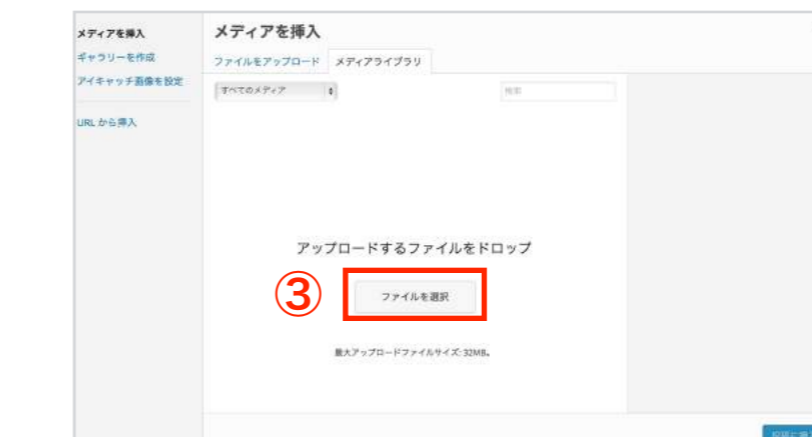 メディアを挿入
ギャラリーを作成
アイキャッチ画像を設定
URL から挿入
メディアを挿入
ファイルをアップロード
メディアライブラリ
すべてのメディア
検索
アップロードするファイルをドロップ
③
ファイルを選択
最大アップロードファイルサイズ: 32MB。